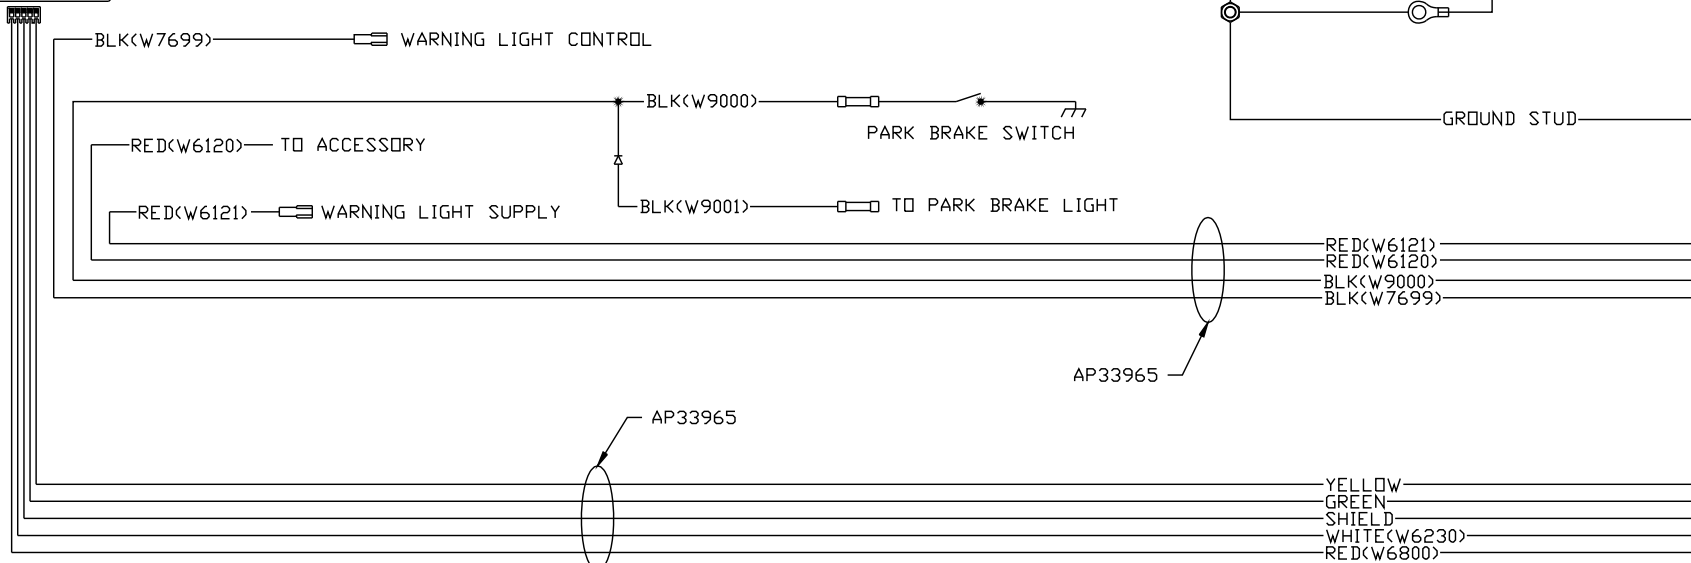 BLK(W7699)
WARNING LIGHT CONTROL
BLK(W9000)
PARK BRAKE SWITCH
GROUND STUD
RED(W6120)
TO ACCESSORY
RED(W6121)
WARNING LIGHT SUPPLY
BLK(W9001)
TO PARK BRAKE LIGHT
RED(W6121)
RED(W6120)
BLK(W9000)
BLK(W7699)
AP33965
AP33965
YELLOW
GREEN
SHIELD
WHITE(W6230)
RED(W6800)